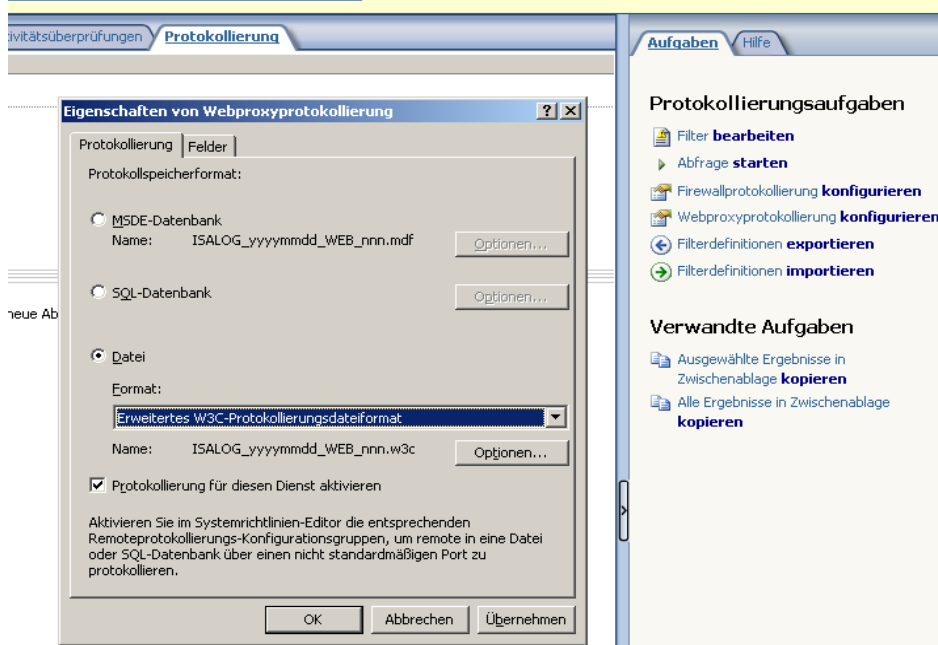 Protokollierung
Eigenschaften von Webproxyprotokollierung
Protokollierung Felder
Protokollspeicherformat:
MSDE-Datenbank
Name: ISALOG_yyyymmdd_WEB_nnn.mdf Optionen...
SQL-Datenbank Optionen...
neue Ab
Datei
Format:
Erweitertes W3C-Protokollierungsdateiformat
Name: ISALOG_yyyymmdd_WEB_nnn.w3c Optionen...
Protokollierung für diesen Dienst aktivieren
Aktivieren Sie im Systemrichtlinien-Editor die entsprechenden
Remoteprotokollierungs-Konfigurationsgruppen, um remote in eine Datei
oder SQL-Datenbank über einen nicht standardmäßigen Port zu
protokollieren.
OK Abbrechen Übernehmen
Aufgaben Hilfe
Protokollierungsaufgaben
Filter bearbeiten
Abfrage starten
Firewallprotokollierung konfigurieren
Webproxyprotokollierung konfigurieren
Filterdefinitionen exportieren
Filterdefinitionen importieren
Verwandte Aufgaben
Ausgewählte Ergebnisse in
Zwischenablage kopieren
Alle Ergebnisse in Zwischenablage
kopieren